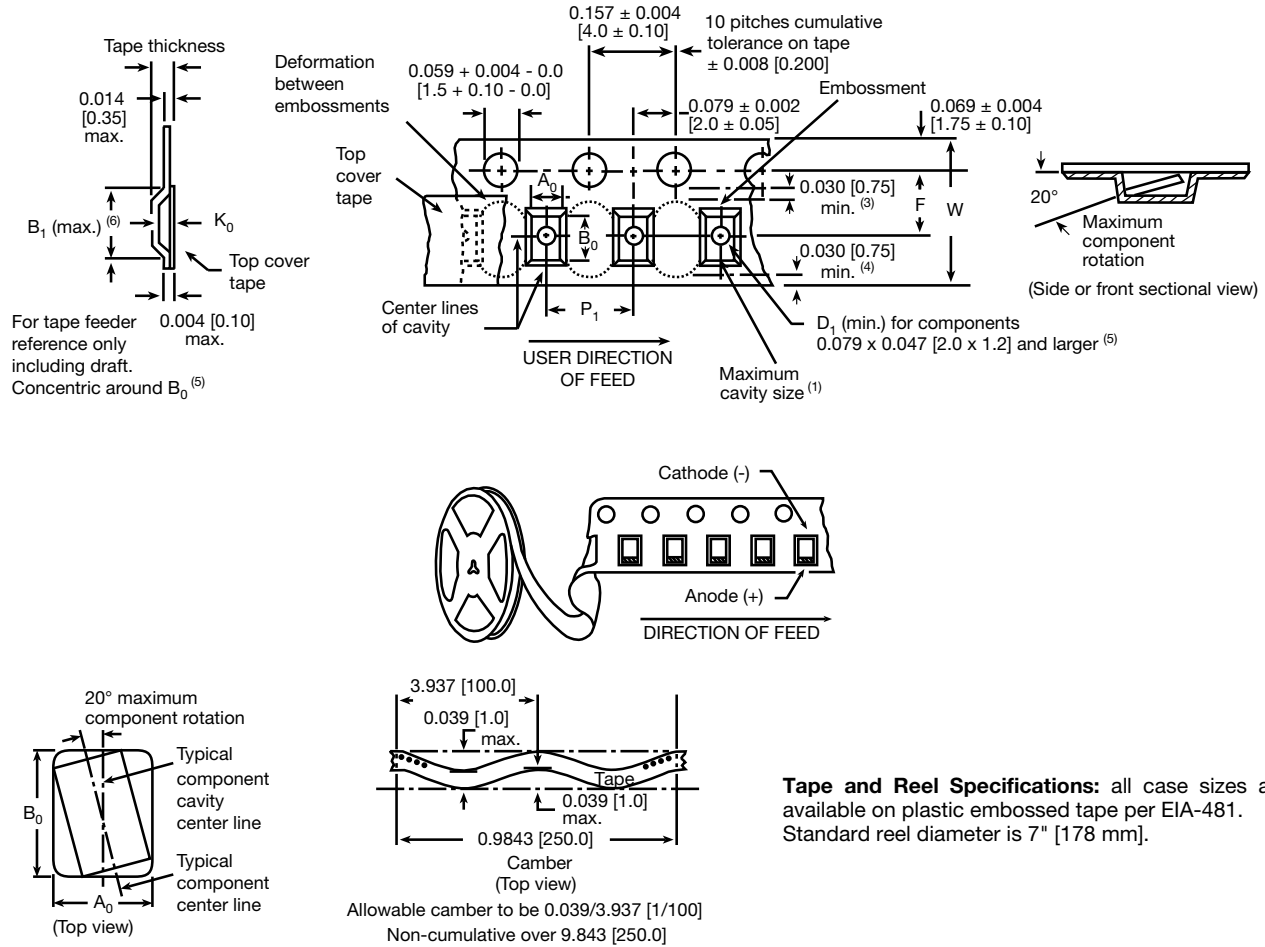 Tape thickness
0.014
[0.35]
max.
B1 (max.) (6)
K0
Top cover
tape
For tape feeder
reference only
including draft.
Concentric around B0 (5)
0.004 [0.10]
max.
Deformation
between
embossments
Top
cover
tape
0.059 + 0.004 - 0.0
[1.5 + 0.10 - 0.0]
0.157 ± 0.004
[4.0 ± 0.10]
10 pitches cumulative
tolerance on tape
± 0.008 [0.200]
0.079 ± 0.002
[2.0 ± 0.05]
Embossment
0.069 ± 0.004
[1.75 ± 0.10]
A0
B0
0.030 [0.75]
min. (3)
F
W
0.030 [0.75]
min. (4)
Center lines
of cavity
P1
USER DIRECTION
OF FEED
D1 (min.) for components
0.079 x 0.047 [2.0 x 1.2] and larger (5)
Maximum
cavity size (1)
20°
Maximum
component
rotation
(Side or front sectional view)
Cathode (-)
Anode (+)
DIRECTION OF FEED
20° maximum
component rotation
Typical
component
cavity
center line
B0
Typical
component
center line
A0
(Top view)
3.937 [100.0]
0.039 [1.0]
max.
Tape
0.039 [1.0]
max.
0.9843 [250.0]
Camber
(Top view)
Allowable camber to be 0.039/3.937 [1/100]
Non-cumulative over 9.843 [250.0]
Tape and Reel Specifications: all case sizes a
available on plastic embossed tape per EIA-481.
Standard reel diameter is 7" [178 mm].